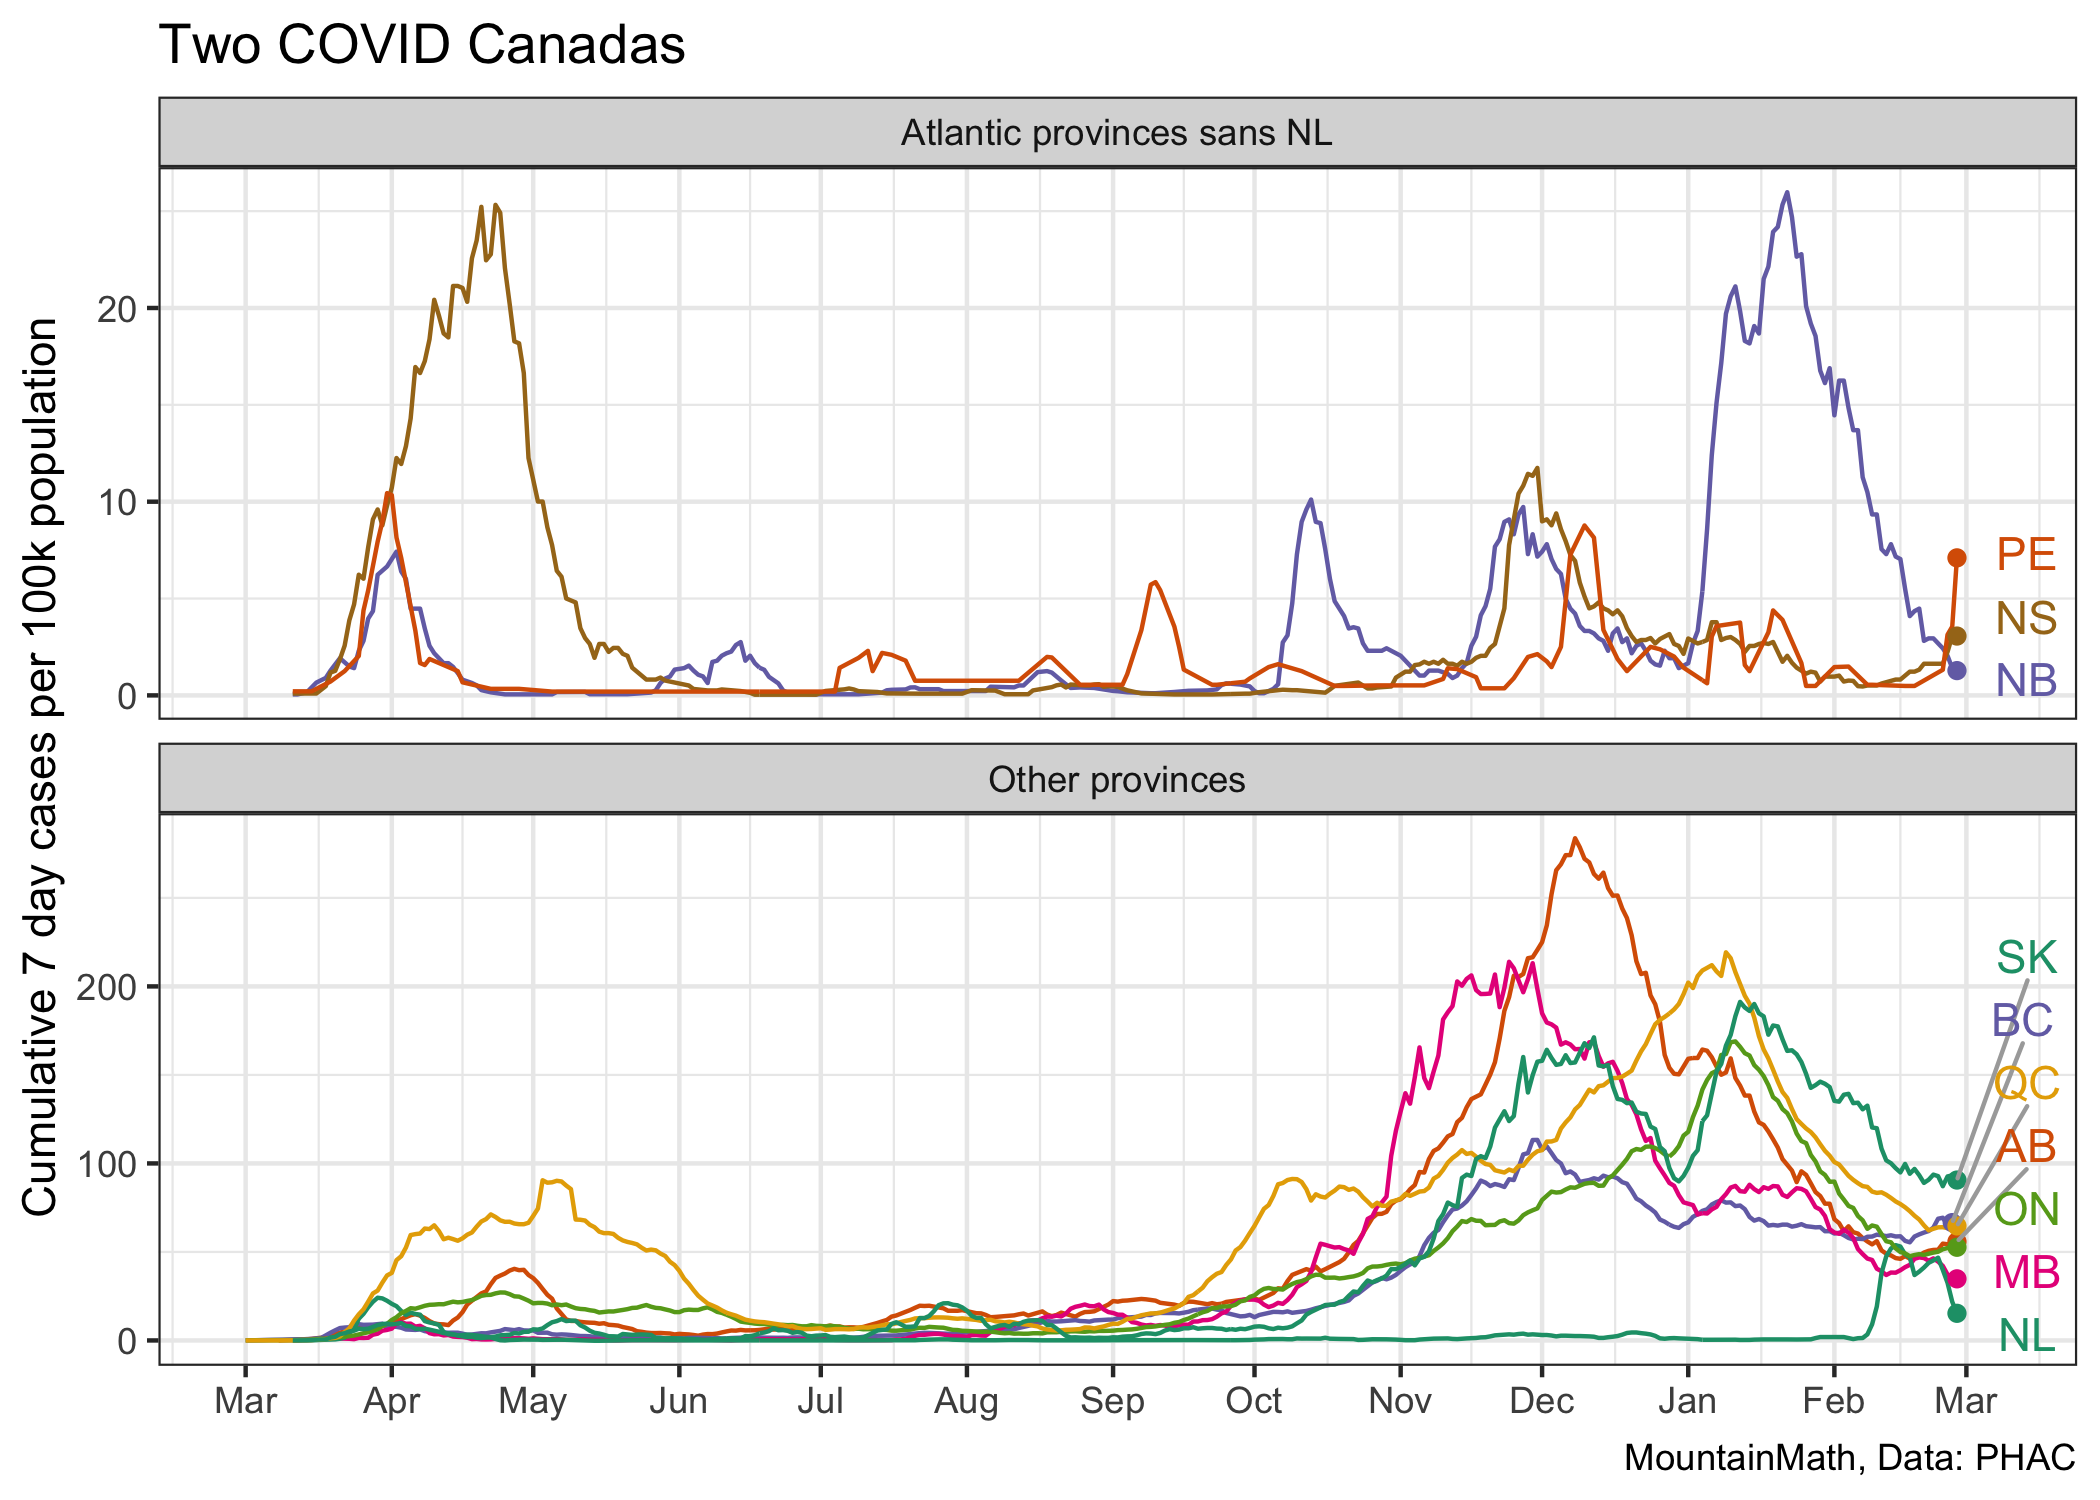 Two COVID Canadas
Atlantic provinces sans NL
Cumulative 7 day cases per 100k population
20
10
0
PE
NS
NB
Other provinces
200
100
0
SK
BC
QC
AB
ON
MB
NL
Mar Apr May Jun Jul Aug Sep Oct Nov Dec Jan Feb Mar
MountainMath, Data: PHAC